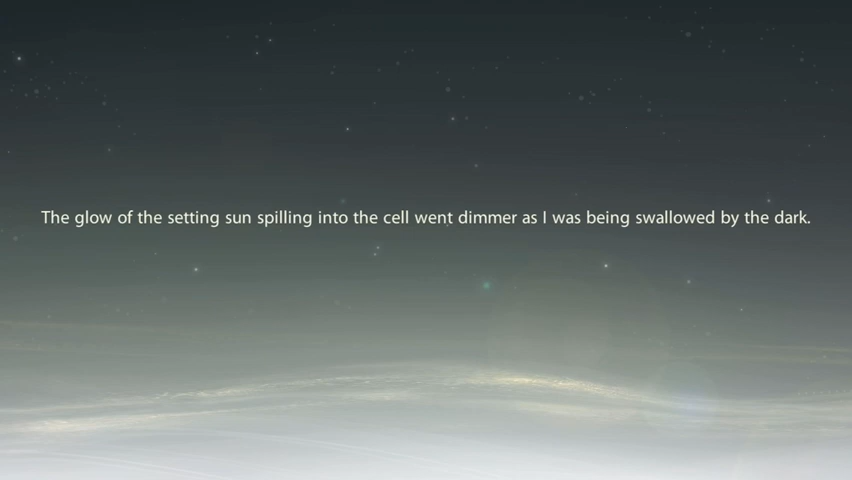 The glow of the setting sun spilling into the cell went dimmer as I was being swallowed by the dark.